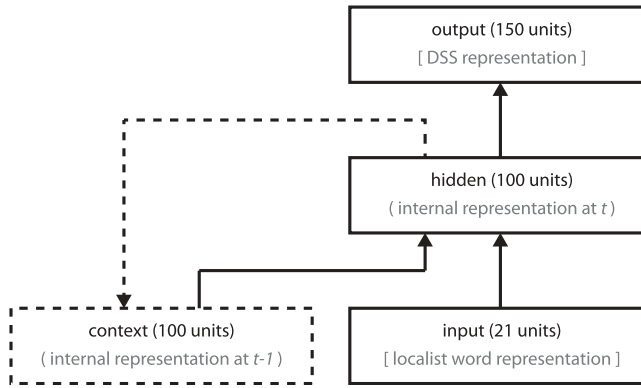 output (150 units)
[ DSS representation ]
hidden (100 units)
( internal representation at t )
context (100 units)
( internal representation at t-1 )
input (21 units)
[ localist word representation ]